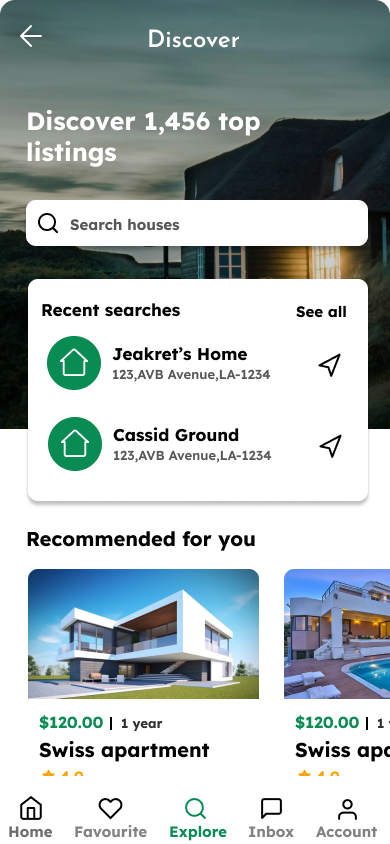 Discover
Discover 1,456 top
listings
Search houses
Recent searches
See all
Jeakret’s Home
123,AVB Avenue,LA-1234
Cassid Ground
123,AVB Avenue,LA-1234
Recommended for you
$120.00 | 1 year
Swiss apartment
$120.00 | 1
Swiss apa
Home
Favourite
Explore
Inbox
Account